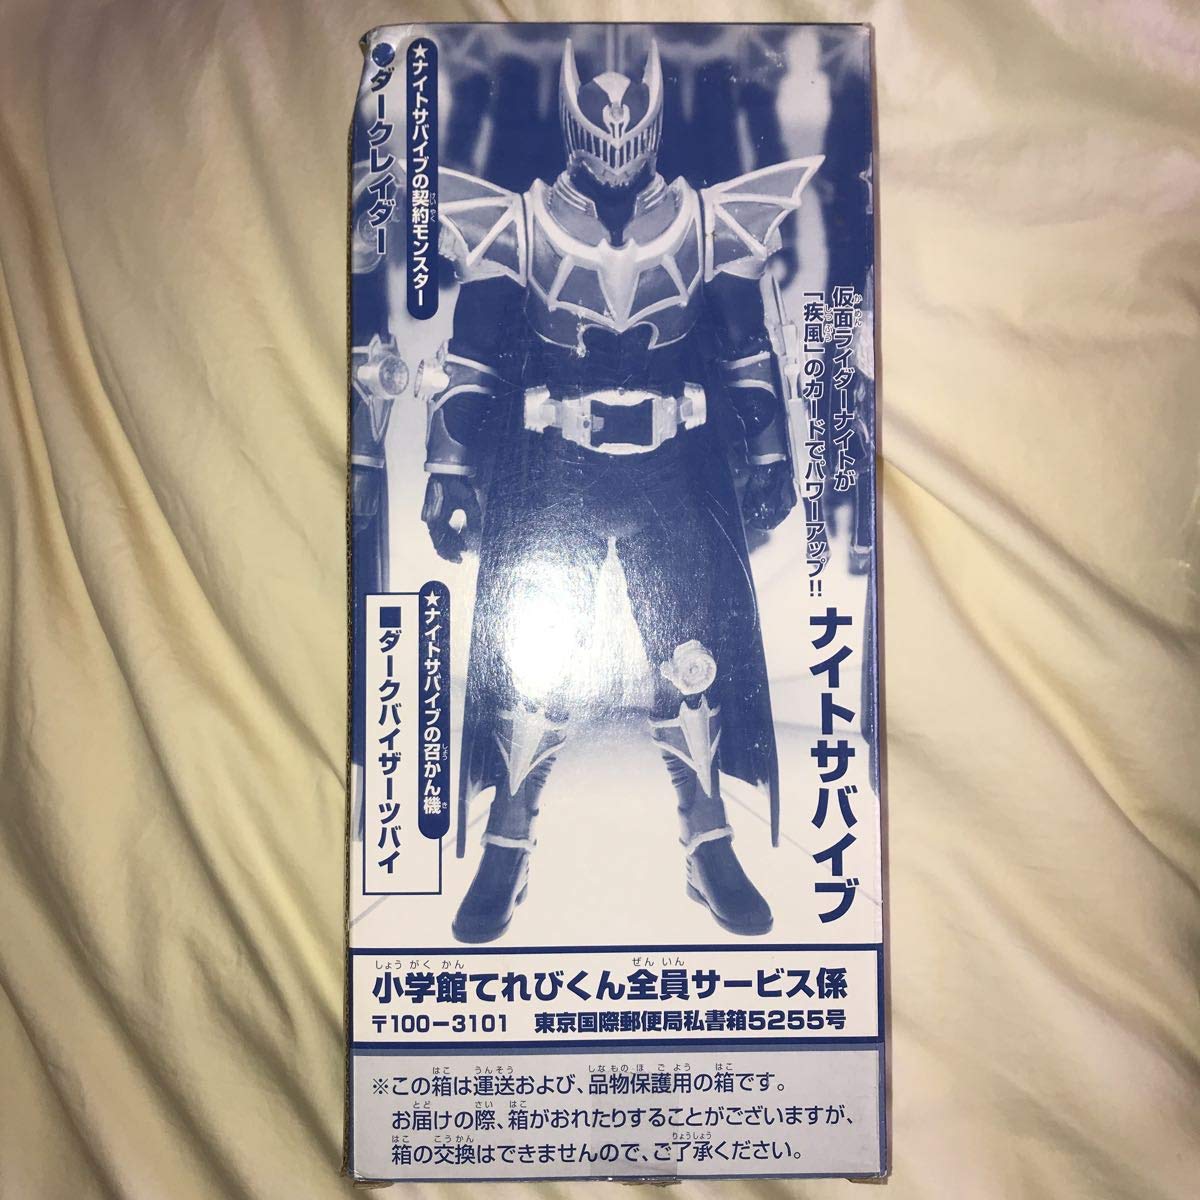 仮面ライダーナイトが
「疾風」のカードでパワーアップ!!
ナイトサバイブ
★ナイトサバイブの契約モンスター
●ダークレイダー
★ナイトサバイブの召かん機
■ダークバイザーツバイ
小学館てれびくん全員サービス係
〒100-3101 東京国際郵便局私書箱5255号
※この箱は運送および、品物保護用の箱です。
お届けの際、箱がおれたりすることがございますが、
箱の交換はできませんので、ご了承ください。